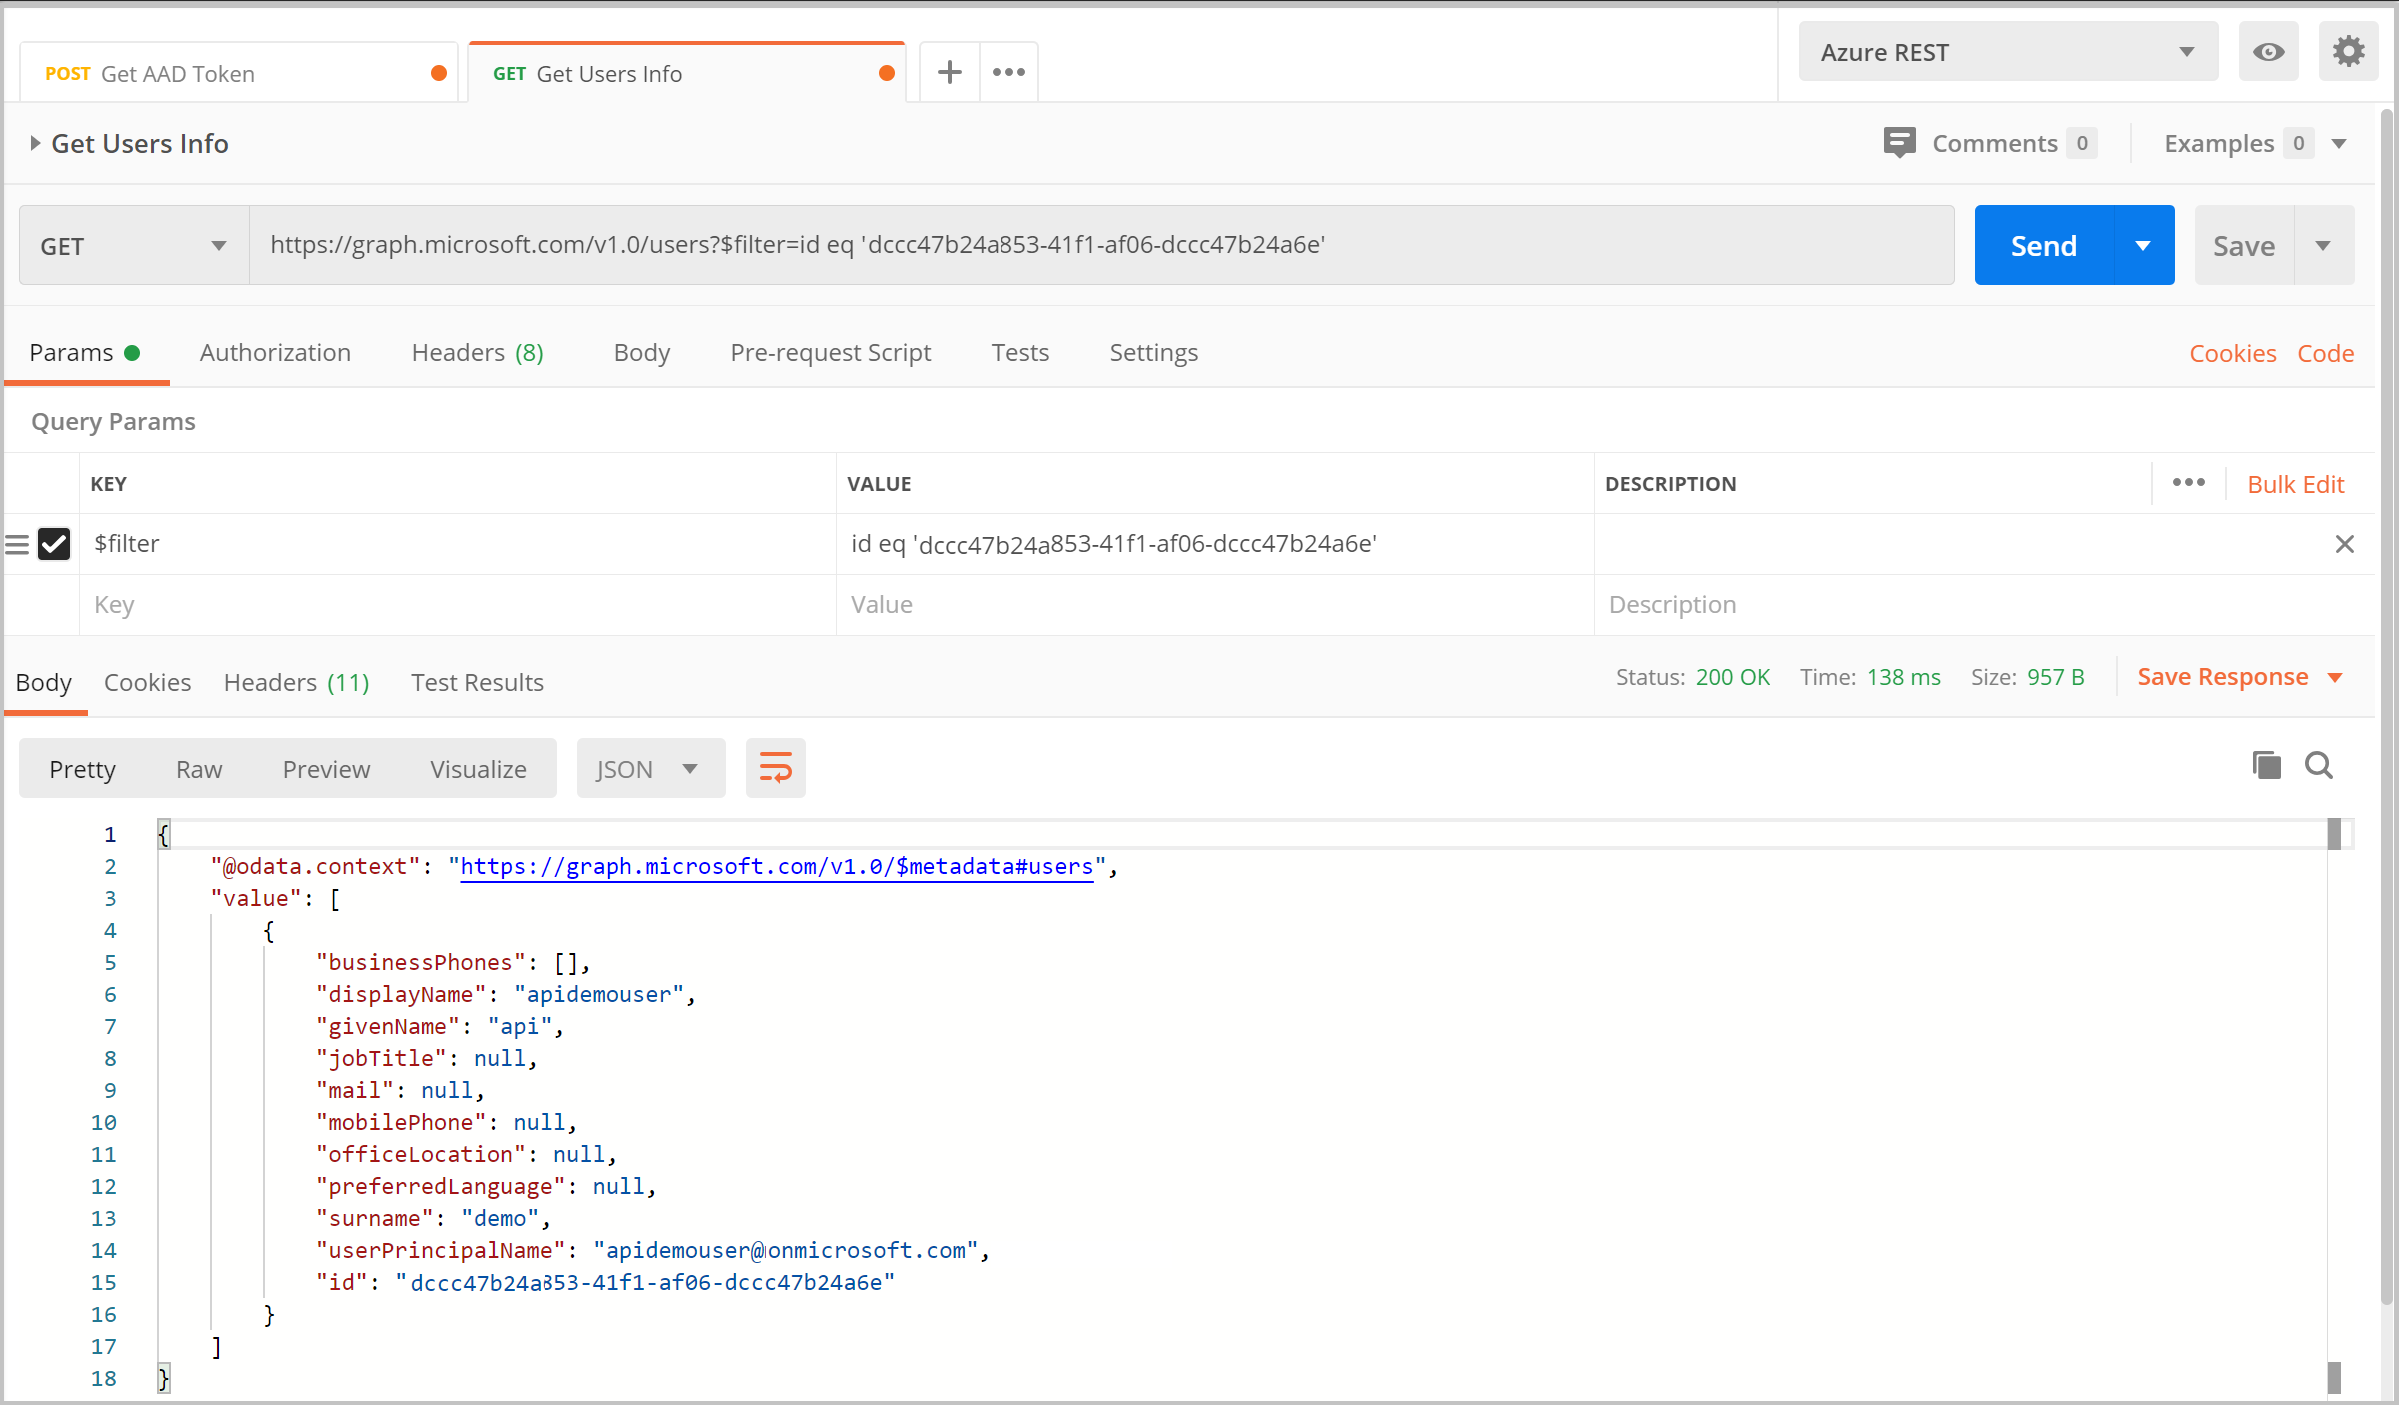 POST Get AAD Token
GET Get Users Info
Azure REST
Get Users Info
Comments 0
Examples 0
GET
https://graph.microsoft.com/v1.0/users?$filter=id eq 'dccc47b24a853-41f1-af06-dccc47b24a6e'
Send
Save
Params
Authorization
Headers (8)
Body
Pre-request Script
Tests
Settings
Cookies
Code
Query Params
KEY
VALUE
DESCRIPTION
Bulk Edit
$filter
id eq 'dccc47b24a853-41f1-af06-dccc47b24a6e'
Key
Value
Description
Body
Cookies
Headers (11)
Test Results
Status: 200 OK
Time: 138 ms
Size: 957 B
Save Response
Pretty
Raw
Preview
Visualize
JSON
1 {
2 "@odata.context": "https://graph.microsoft.com/v1.0/$metadata#users",
3 "value": [
4 {
5 "businessPhones": [],
6 "displayName": "apidemouser",
7 "givenName": "api",
8 "jobTitle": null,
9 "mail": null,
10 "mobilePhone": null,
11 "officeLocation": null,
12 "preferredLanguage": null,
13 "surname": "demo",
14 "userPrincipalName": "apidemouser@onmicrosoft.com",
15 "id": "dccc47b24a853-41f1-af06-dccc47b24a6e"
16 }
17 ]
18 }